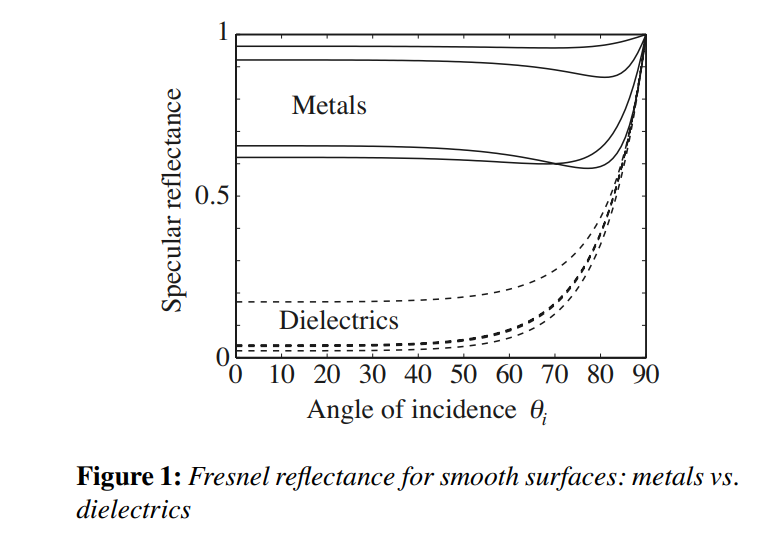 1
Metals
0.5
Specular reflectance
Dielectrics
0
0 10 20 30 40 50 60 70 80 90
Angle of incidence θi
Figure 1: Fresnel reflectance for smooth surfaces: metals vs.
dielectrics